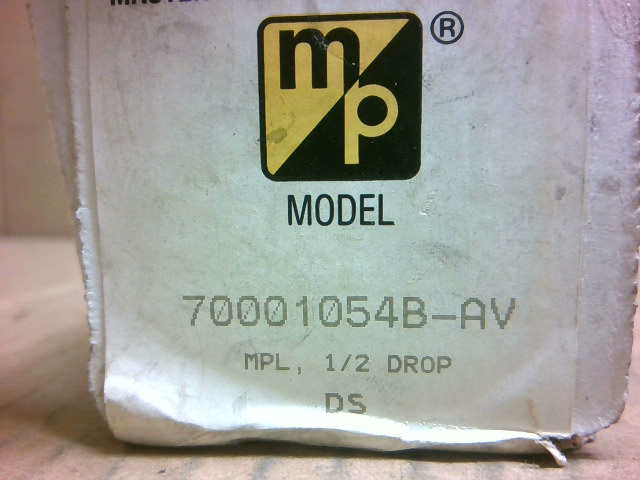 mp®
MODEL
70001054B-AV
MPL, 1/2 DROP
DS